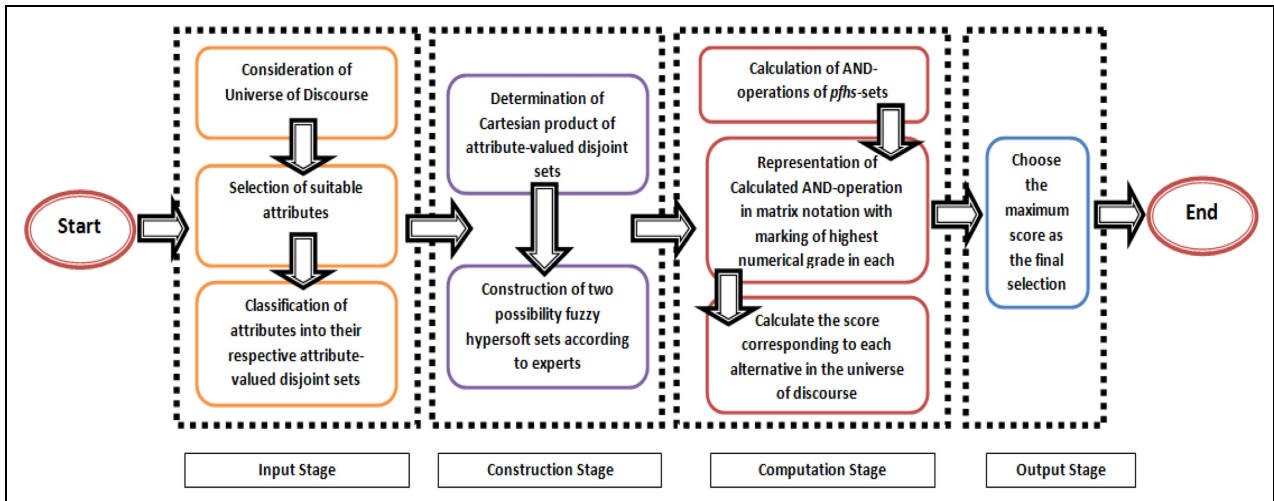 Start
Consideration of
Universe of Discourse
Selection of suitable
attributes
Classification of
attributes into their
respective attribute-
valued disjoint sets
Input Stage
Determination of
Cartesian product of
attribute-valued disjoint
sets
Construction of two
possibility fuzzy
hypersoft sets according
to experts
Construction Stage
Calculation of AND-
operations of pfhs-sets
Representation of
Calculated AND-operation
in matrix notation with
marking of highest
numerical grade in each
Calculate the score
corresponding to each
alternative in the universe
of discourse
Computation Stage
Choose
the
maximum
score as
the final
selection
Output Stage
End